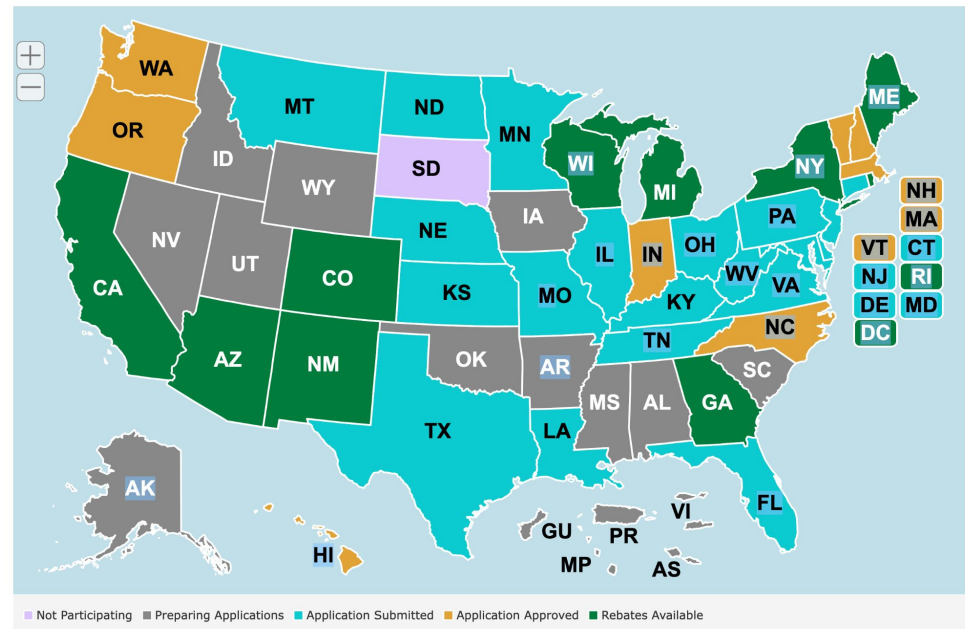 +
−
WA
OR
ID
MT
ND
MN
SD
WY
NV
UT
CA
CO
AZ
NM
NE
KS
OK
TX
IA
MO
AR
LA
WI
MI
IL
IN
OH
KY
TN
MS
AL
GA
SC
NC
FL
WV
VA
PA
NY
ME
NH
MA
VT CT
NJ RI
DE MD
DC
AK
HI
GU
PR
VI
MP
AS
Not Participating Preparing Applications Application Submitted Application Approved Rebates Available